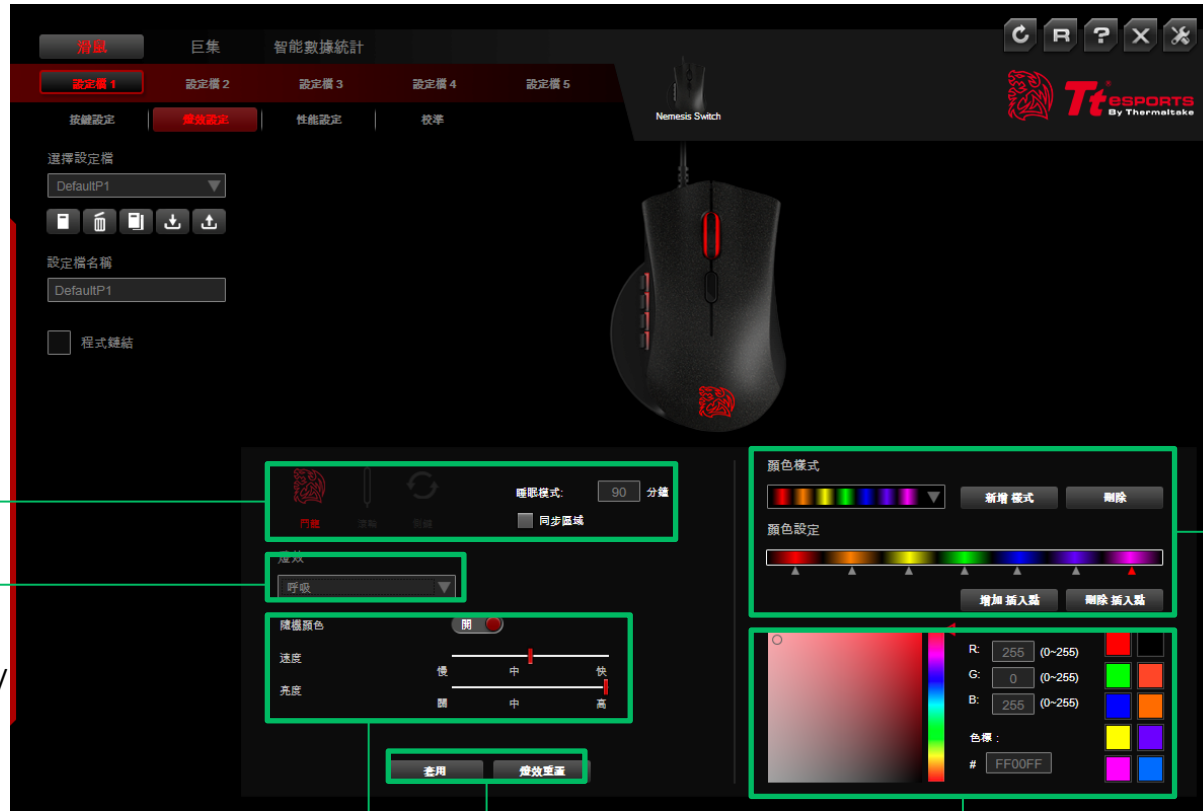 滑鼠 巨集 智能數據統計
C R ? X
設定檔 1 設定檔 2 設定檔 3 設定檔 4 設定檔 5
按鍵設定 燈效設定 性能設定 校準
Nemesis Switch
Tt eSPORTS
By Thermaltake
選擇設定檔
DefaultP1
設定檔名稱
DefaultP1
程式鏈結
睡眠模式: 90 分鐘
鬥龍 滾輪
同步區域
燈效
呼吸
隨機顏色 開
速度
慢 中 快
亮度
關 中 高
套用 燈效重置
顏色樣式
新增 樣式 刪除
顏色設定
增加 插入點 刪除 插入點
R: 255 (0~255)
G: 0 (0~255)
B: 255 (0~255)
色標 :
# FF00FF
/